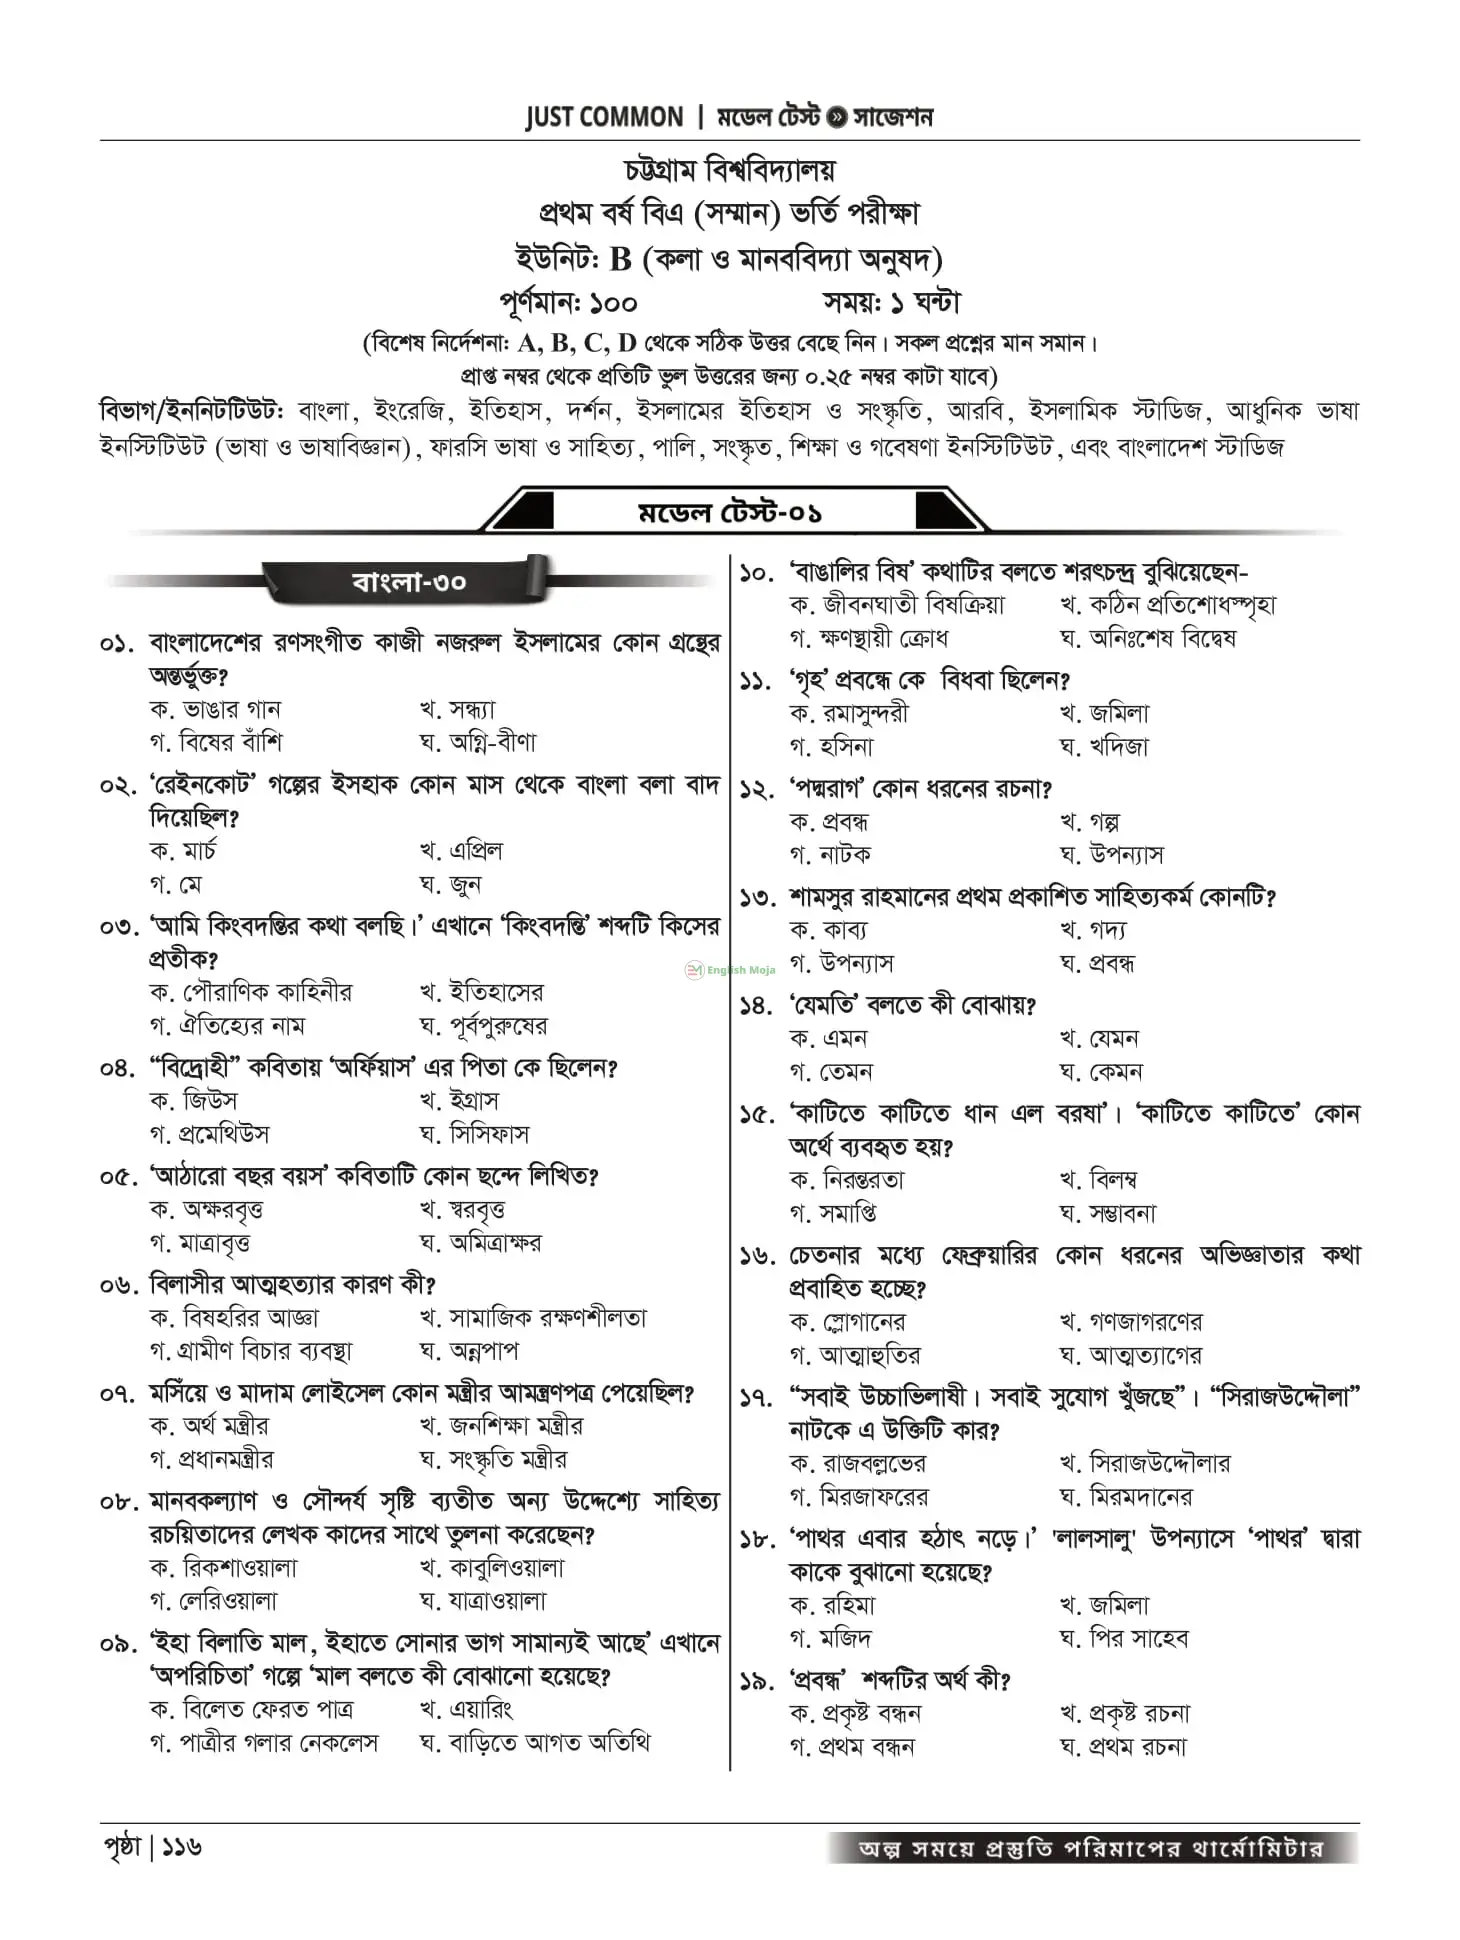 JUST COMMON | মডেল টেস্ট » সাজেশন
চট্টগ্রাম বিশ্ববিদ্যালয়
প্রথম বর্ষ বিএ (সম্মান) ভর্তি পরীক্ষা
ইউনিট: B (কলা ও মানববিদ্যা অনুষদ)
পূর্ণমান: ১০০ সময়: ১ ঘন্টা
(বিশেষ নির্দেশনা: A, B, C, D থেকে সঠিক উত্তর বেছে নিন। সকল প্রশ্নের মান সমান।
প্রাপ্ত নম্বর থেকে প্রতিটি ভুল উত্তরের জন্য ০.২৫ নম্বর কাটা যাবে)
বিভাগ/ইননিটটিউট: বাংলা, ইংরেজি, ইতিহাস, দর্শন, ইসলামের ইতিহাস ও সংস্কৃতি, আরবি, ইসলামিক স্টাডিজ, আধুনিক ভাষা
ইনস্টিটিউট (ভাষা ও ভাষাবিজ্ঞান), ফারসি ভাষা ও সাহিত্য, পালি, সংস্কৃত, শিক্ষা ও গবেষণা ইনস্টিটিউট, এবং বাংলাদেশ স্টাডিজ
মডেল টেস্ট-০১
বাংলা-৩০
০১. বাংলাদেশের রণসংগীত কাজী নজরুল ইসলামের কোন গ্রন্থের
অন্তর্ভুক্ত?
ক. ভাঙার গান খ. সন্ধ্যা
গ. বিষের বাঁশি ঘ. অগ্নি-বীণা
০২. ‘রেইনকোট’ গল্পের ইসহাক কোন মাস থেকে বাংলা বলা বাদ
দিয়েছিল?
ক. মার্চ খ. এপ্রিল
গ. মে ঘ. জুন
০৩. ‘আমি কিংবদন্তির কথা বলছি।’ এখানে ‘কিংবদন্তি’ শব্দটি কিসের
প্রতীক?
ক. পৌরাণিক কাহিনীর খ. ইতিহাসের
গ. ঐতিহ্যের নাম ঘ. পূর্বপুরুষের
০৪. “বিদ্রোহী” কবিতায় ‘অর্ফিয়াস’ এর পিতা কে ছিলেন?
ক. জিউস খ. ইগ্রাস
গ. প্রমেথিউস ঘ. সিসিফাস
০৫. ‘আঠারো বছর বয়স’ কবিতাটি কোন ছন্দে লিখিত?
ক. অক্ষরবৃত্ত খ. স্বরবৃত্ত
গ. মাত্রাবৃত্ত ঘ. অমিত্রাক্ষর
০৬. বিলাসীর আত্মহত্যার কারণ কী?
ক. বিষহরির আজ্ঞা খ. সামাজিক রক্ষণশীলতা
গ. গ্রামীণ বিচার ব্যবস্থা ঘ. অন্নপাপ
০৭. মসিঁয়ে ও মাদাম লোইসেল কোন মন্ত্রীর আমন্ত্রণপত্র পেয়েছিল?
ক. অর্থ মন্ত্রীর খ. জনশিক্ষা মন্ত্রীর
গ. প্রধানমন্ত্রীর ঘ. সংস্কৃতি মন্ত্রীর
০৮. মানবকল্যাণ ও সৌন্দর্য সৃষ্টি ব্যতীত অন্য উদ্দেশ্যে সাহিত্য
রচয়িতাদের লেখক কাদের সাথে তুলনা করেছেন?
ক. রিকশাওয়ালা খ. কাবুলিওয়ালা
গ. লেরিওয়ালা ঘ. যাত্রাওয়ালা
০৯. ‘ইহা বিলাতি মাল, ইহাতে সোনার ভাগ সামান্যই আছে’ এখানে
‘অপরিচিতা’ গল্পে ‘মাল বলতে কী বোঝানো হয়েছে?
ক. বিলেত ফেরত পাত্র খ. এয়ারিং
গ. পাত্রীর গলার নেকলেস ঘ. বাড়িতে আগত অতিথি
১০. ‘বাঙালির বিষ’ কথাটির বলতে শরৎচন্দ্র বুঝিয়েছেন-
ক. জীবনঘাতী বিষক্রিয়া খ. কঠিন প্রতিশোধস্পৃহা
গ. ক্ষণস্থায়ী ক্রোধ ঘ. অনিঃশেষ বিদ্বেষ
১১. ‘গৃহ’ প্রবন্ধে কে বিধবা ছিলেন?
ক. রমাসুন্দরী খ. জমিলা
গ. হসিনা ঘ. খদিজা
১২. ‘পদ্মরাগ’ কোন ধরনের রচনা?
ক. প্রবন্ধ খ. গল্প
গ. নাটক ঘ. উপন্যাস
১৩. শামসুর রাহমানের প্রথম প্রকাশিত সাহিত্যকর্ম কোনটি?
ক. কাব্য খ. গদ্য
গ. উপন্যাস ঘ. প্রবন্ধ
১৪. ‘যেমতি’ বলতে কী বোঝায়?
ক. এমন খ. যেমন
গ. তেমন ঘ. কেমন
১৫. ‘কাটিতে কাটিতে ধান এল বরষা’। ‘কাটিতে কাটিতে’ কোন
অর্থে ব্যবহৃত হয়?
ক. নিরন্তরতা খ. বিলম্ব
গ. সমাপ্তি ঘ. সম্ভাবনা
১৬. চেতনার মধ্যে ফেব্রুয়ারির কোন ধরনের অভিজ্ঞাতার কথা
প্রবাহিত হচ্ছে?
ক. স্লোগানের খ. গণজাগরণের
গ. আত্মাহুতির ঘ. আত্মত্যাগের
১৭. “সবাই উচ্চাভিলাষী। সবাই সুযোগ খুঁজছে”। “সিরাজউদ্দৌলা”
নাটকে এ উক্তিটি কার?
ক. রাজবল্লভের খ. সিরাজউদ্দৌলার
গ. মিরজাফরের ঘ. মিরমদানের
১৮. ‘পাথর এবার হঠাৎ নড়ে।’ 'লালসালু' উপন্যাসে ‘পাথর’ দ্বারা
কাকে বুঝানো হয়েছে?
ক. রহিমা খ. জমিলা
গ. মজিদ ঘ. পির সাহেব
১৯. ‘প্রবন্ধ’ শব্দটির অর্থ কী?
ক. প্রকৃষ্ট বন্ধন খ. প্রকৃষ্ট রচনা
গ. প্রথম বন্ধন ঘ. প্রথম রচনা
EM English Moja
পৃষ্ঠা | ১১৬
অল্প সময়ে প্রস্তুতি পরিমাপের থার্মোমিটার